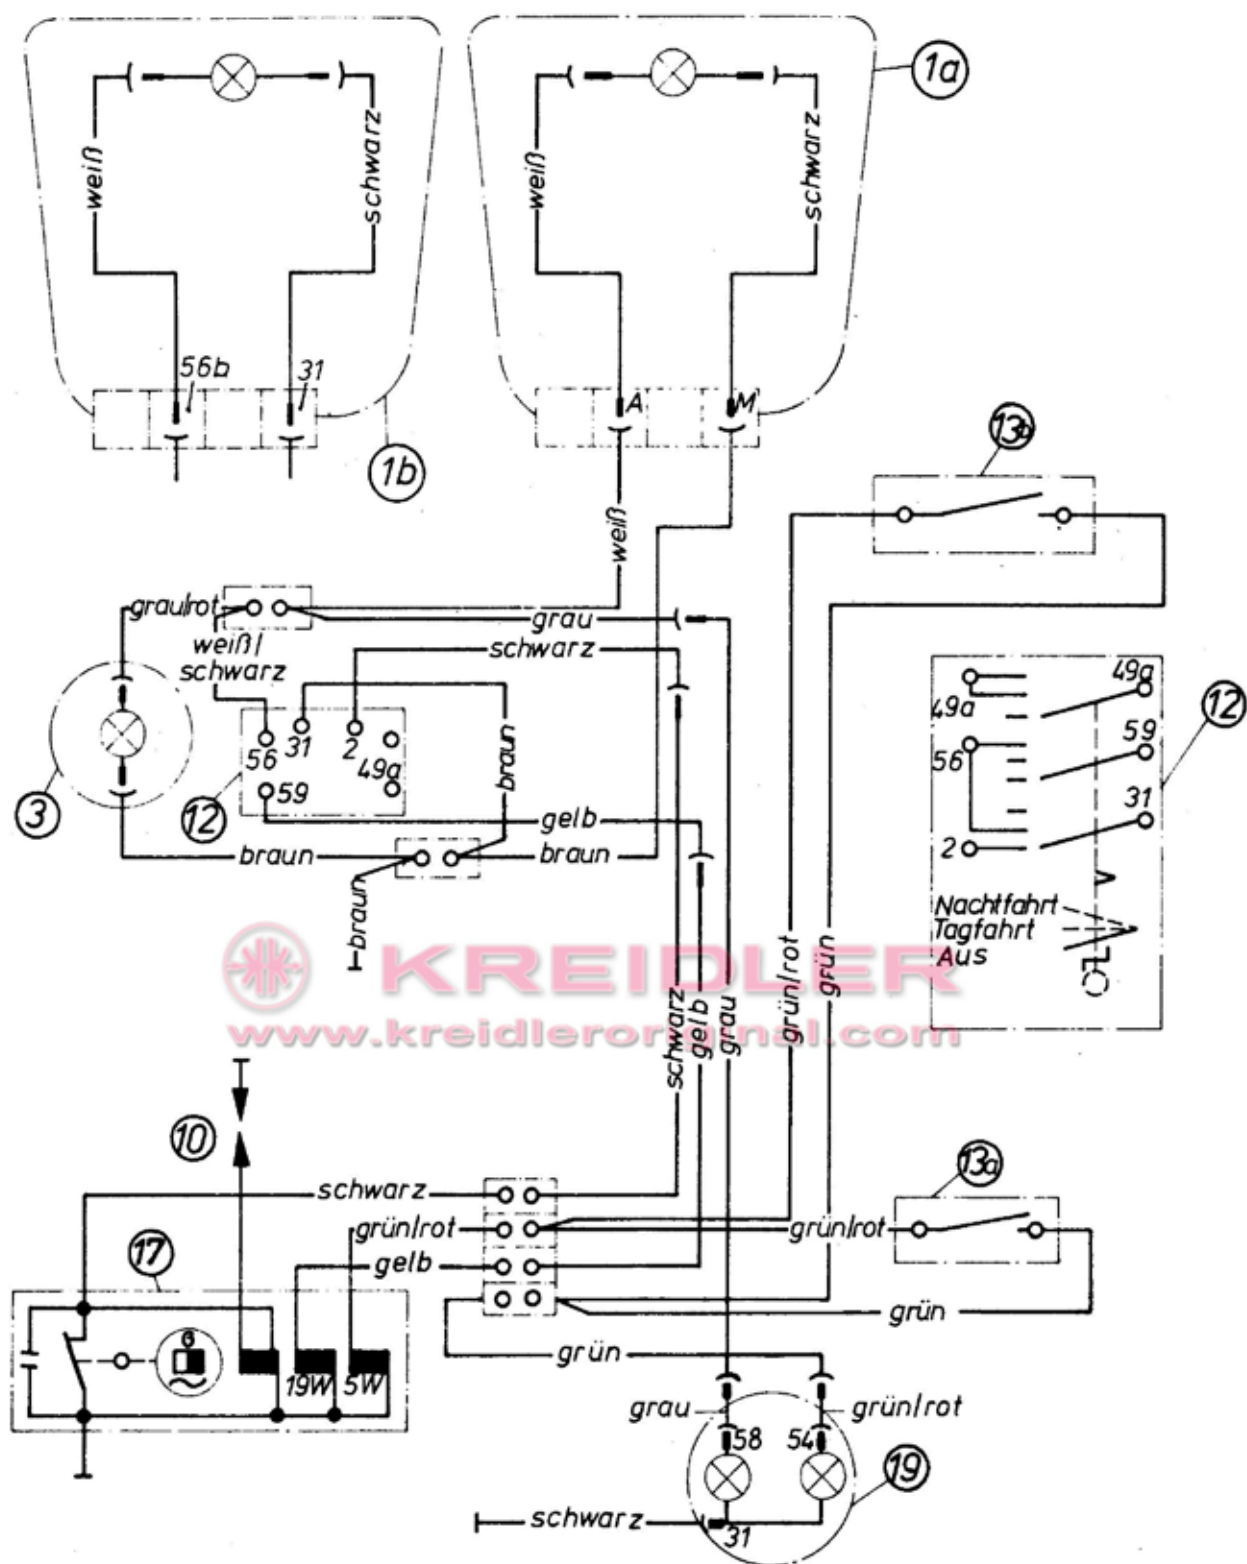 1a
weiß
schwarz
weiß
schwarz
56b
31
A
M
1b
13b
weiß
grau/rot
grau
weiß/
schwarz
schwarz
49a
49a
12
56
31
2
49a
59
56
59
3
12
braun
31
gelb
2
braun
braun
braun
Nachtfahrt
Tagfahrt
Aus
KREIDLER
www.kreidleroriginal.com
schwarz
gelb
grau
grün/rot
grün
10
13a
schwarz
grün/rot
grün/rot
17
gelb
grün
grün
19W
5W
grau
grün/rot
58
54
19
schwarz
31